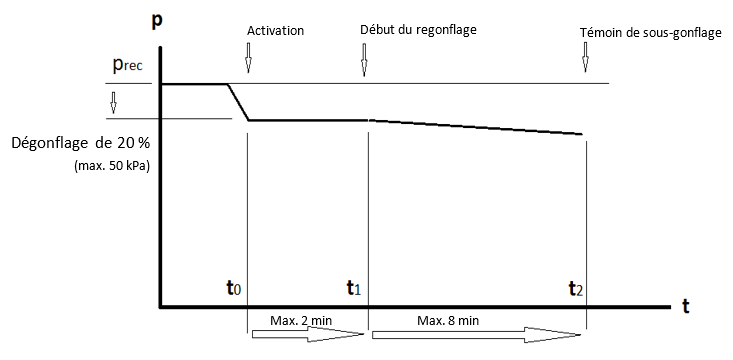 p
Activation
Début du regonflage
Témoin de sous-gonflage
prec
Dégonflage de 20 %
(max. 50 kPa)
t0
t1
t2
t
Max. 2 min
Max. 8 min